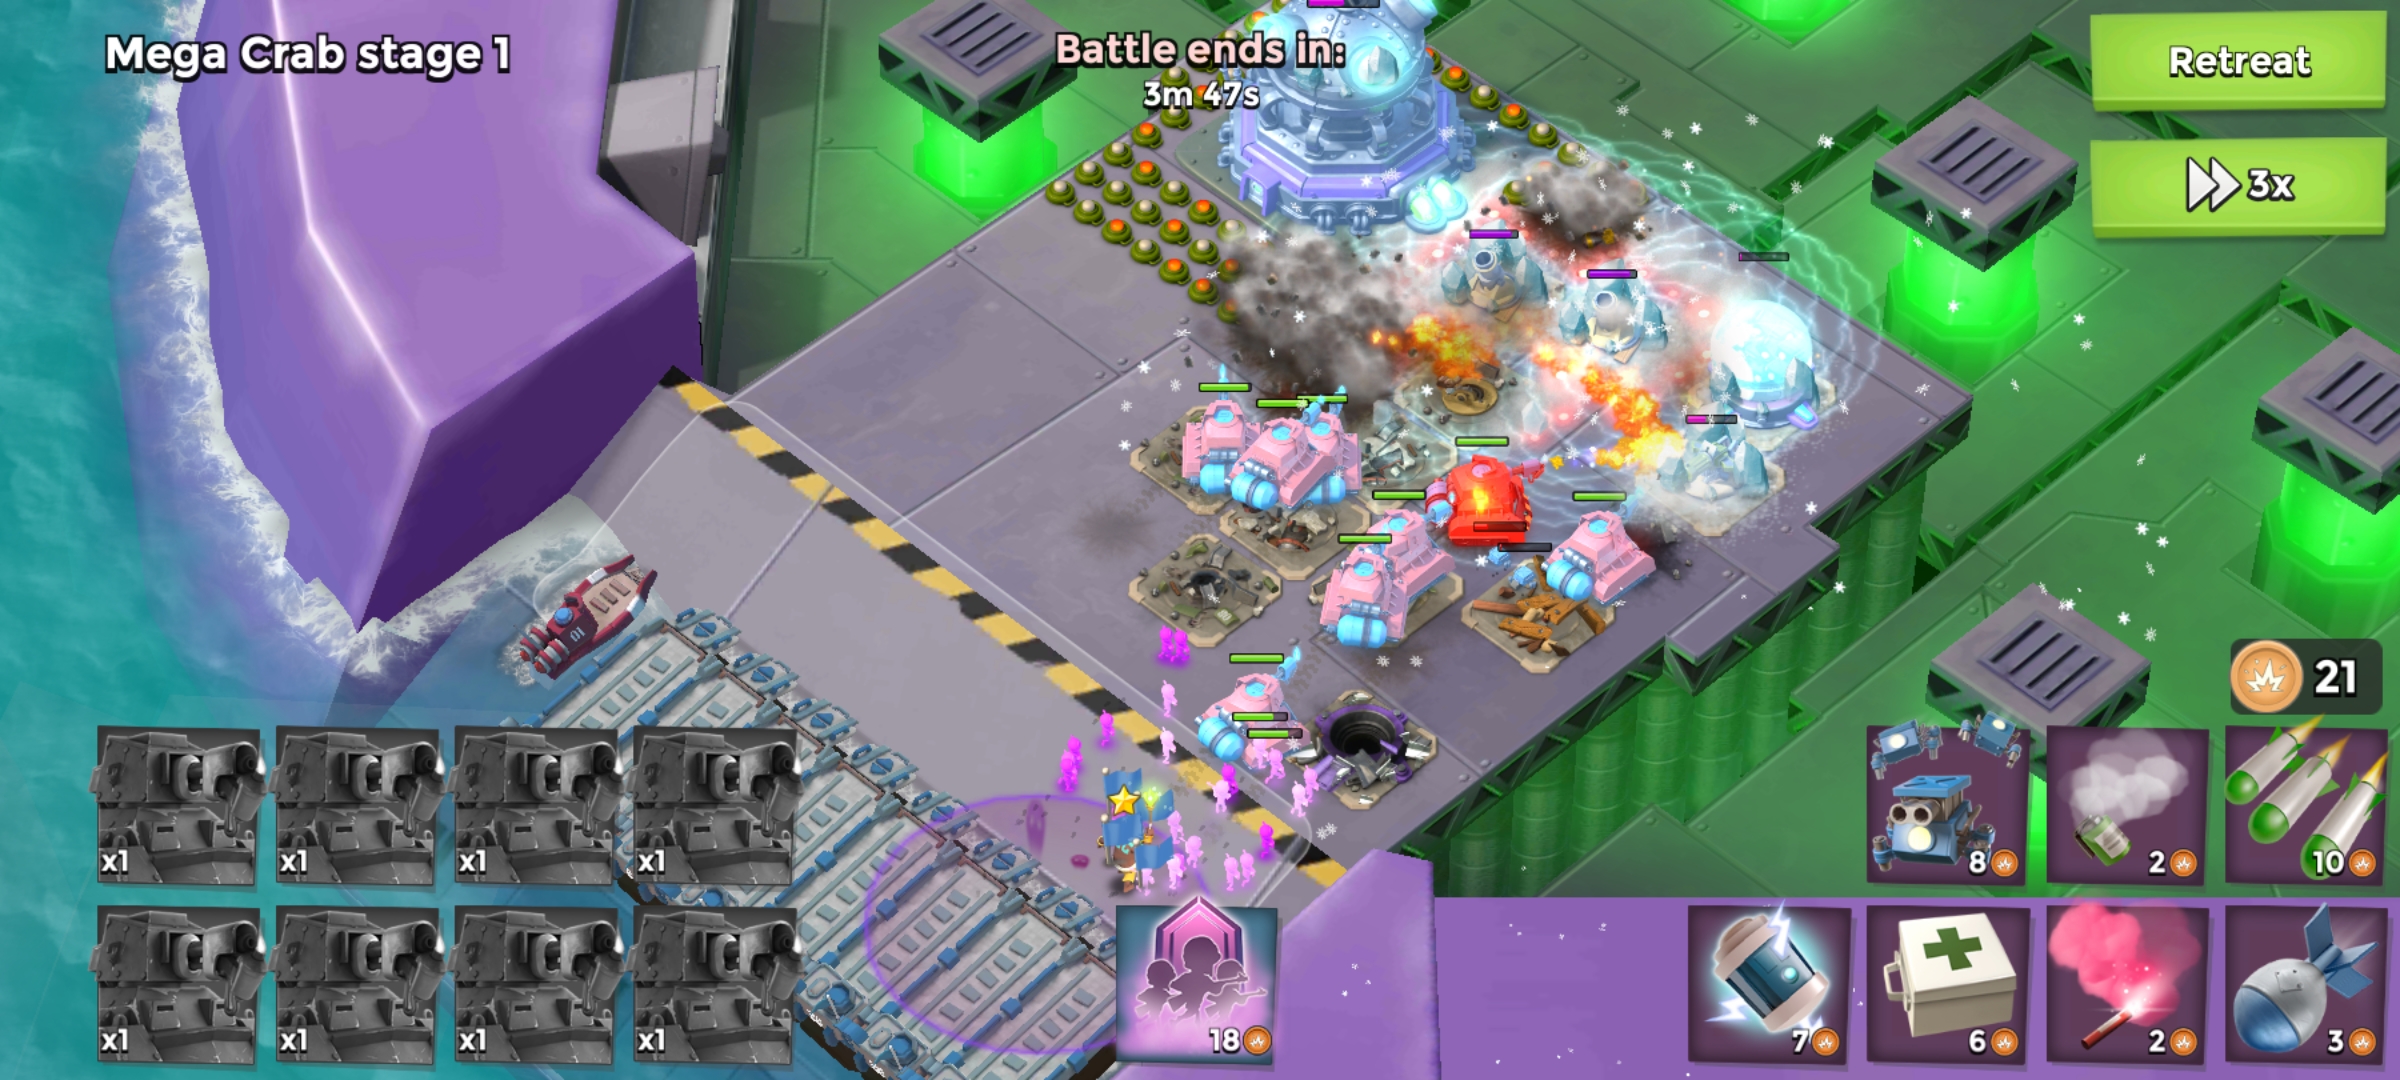 Mega Crab stage 1
Battle ends in:
3m 47s
Retreat
3x
21
x1
x1
x1
x1
8
2
10
x1
x1
x1
x1
18
7
6
2
3
01